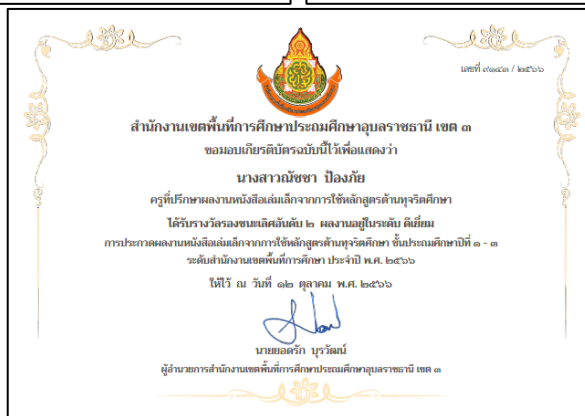 เลขที่ ๙๑๔๓ / ๒๕๖๖
สำนักงานเขตพื้นที่การศึกษาประถมศึกษาอุบลราชธานี เขต ๓
ขอมอบเกียรติบัตรฉบับนี้ไว้เพื่อแสดงว่า
นางสาวณัชชา ป้องภัย
ครูที่ปรึกษาผลงานหนังสือเล่มเล็กจากการใช้หลักสูตรต้านทุจริตศึกษา
ได้รับรางวัลรองชนะเลิศอันดับ ๒ ผลงานอยู่ในระดับ ดีเยี่ยม
การประกวดผลงานหนังสือเล่มเล็กจากการใช้หลักสูตรต้านทุจริตศึกษา ชั้นประถมศึกษาปีที่ ๑ - ๓
ระดับสำนักงานเขตพื้นที่การศึกษา ประจำปี พ.ศ. ๒๕๖๖
ให้ไว้ ณ วันที่ ๑๒ ตุลาคม พ.ศ. ๒๕๖๖
นายยอดรัก บุรวัฒน์
ผู้อำนวยการสำนักงานเขตพื้นที่การศึกษาประถมศึกษาอุบลราชธานี เขต ๓